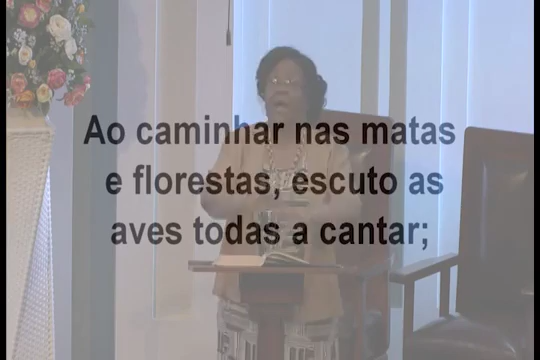 Ao caminhar nas matas
e florestas, escuto as
aves todas a cantar;